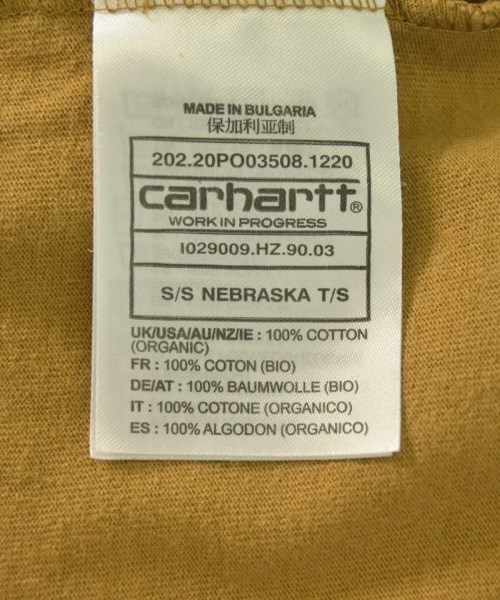 MADE IN BULGARIA
保加利亚制
202.20PO03508.1220
carhartt®
WORK IN PROGRESS
I029009.HZ.90.03
S/S NEBRASKA T/S
UK/USA/AU/NZ/IE : 100% COTTON
(ORGANIC)
FR : 100% COTON (BIO)
DE/AT : 100% BAUMWOLLE (BIO)
IT : 100% COTONE (ORGANICO)
ES : 100% ALGODON (ORGANICO)